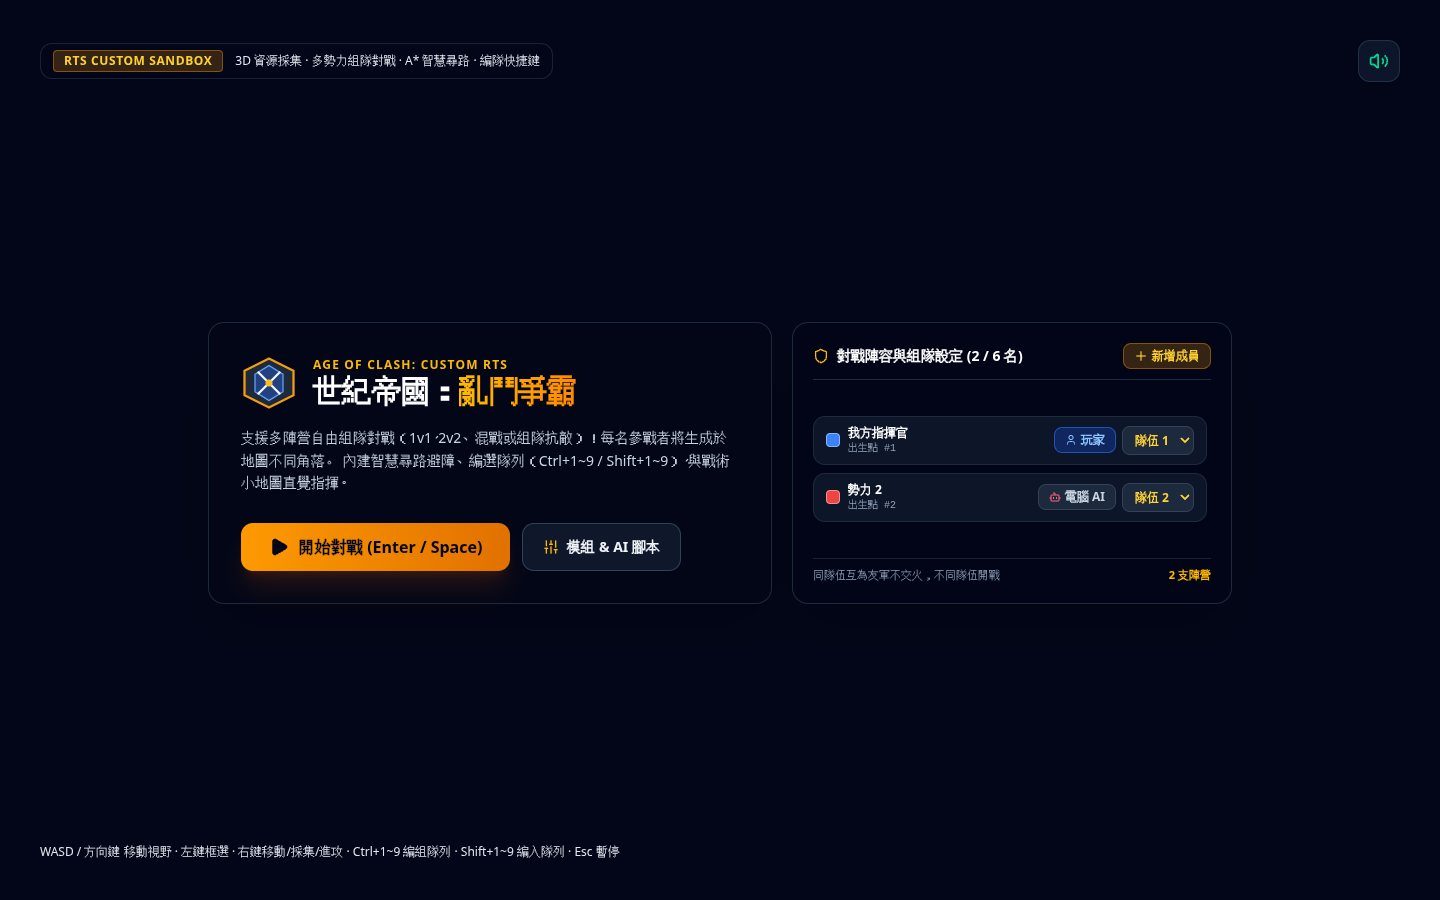 RTS CUSTOM SANDBOX
3D 資源採集 · 多勢力組隊對戰 · A* 智慧尋路 · 編隊快捷鍵
AGE OF CLASH: CUSTOM RTS
世紀帝國：亂鬥爭霸
支援多陣營自由組隊對戰（1v1、2v2、混戰或組隊抗敵）！每名參戰者將生成於
地圖不同角落。 內建智慧尋路避障、編選隊列（Ctrl+1~9 / Shift+1~9）與戰術
小地圖直覺指揮。
開始對戰 (Enter / Space)
模組 & AI 腳本
對戰陣容與組隊設定 (2 / 6 名)
新增成員
我方指揮官
出生點 #1
玩家
隊伍 1
勢力 2
出生點 #2
電腦 AI
隊伍 2
同隊伍互為友軍不交火，不同隊伍開戰
2 支陣營
WASD / 方向鍵 移動視野 · 左鍵框選 · 右鍵移動/採集/進攻 · Ctrl+1~9 編組隊列 · Shift+1~9 編入隊列 · Esc 暫停